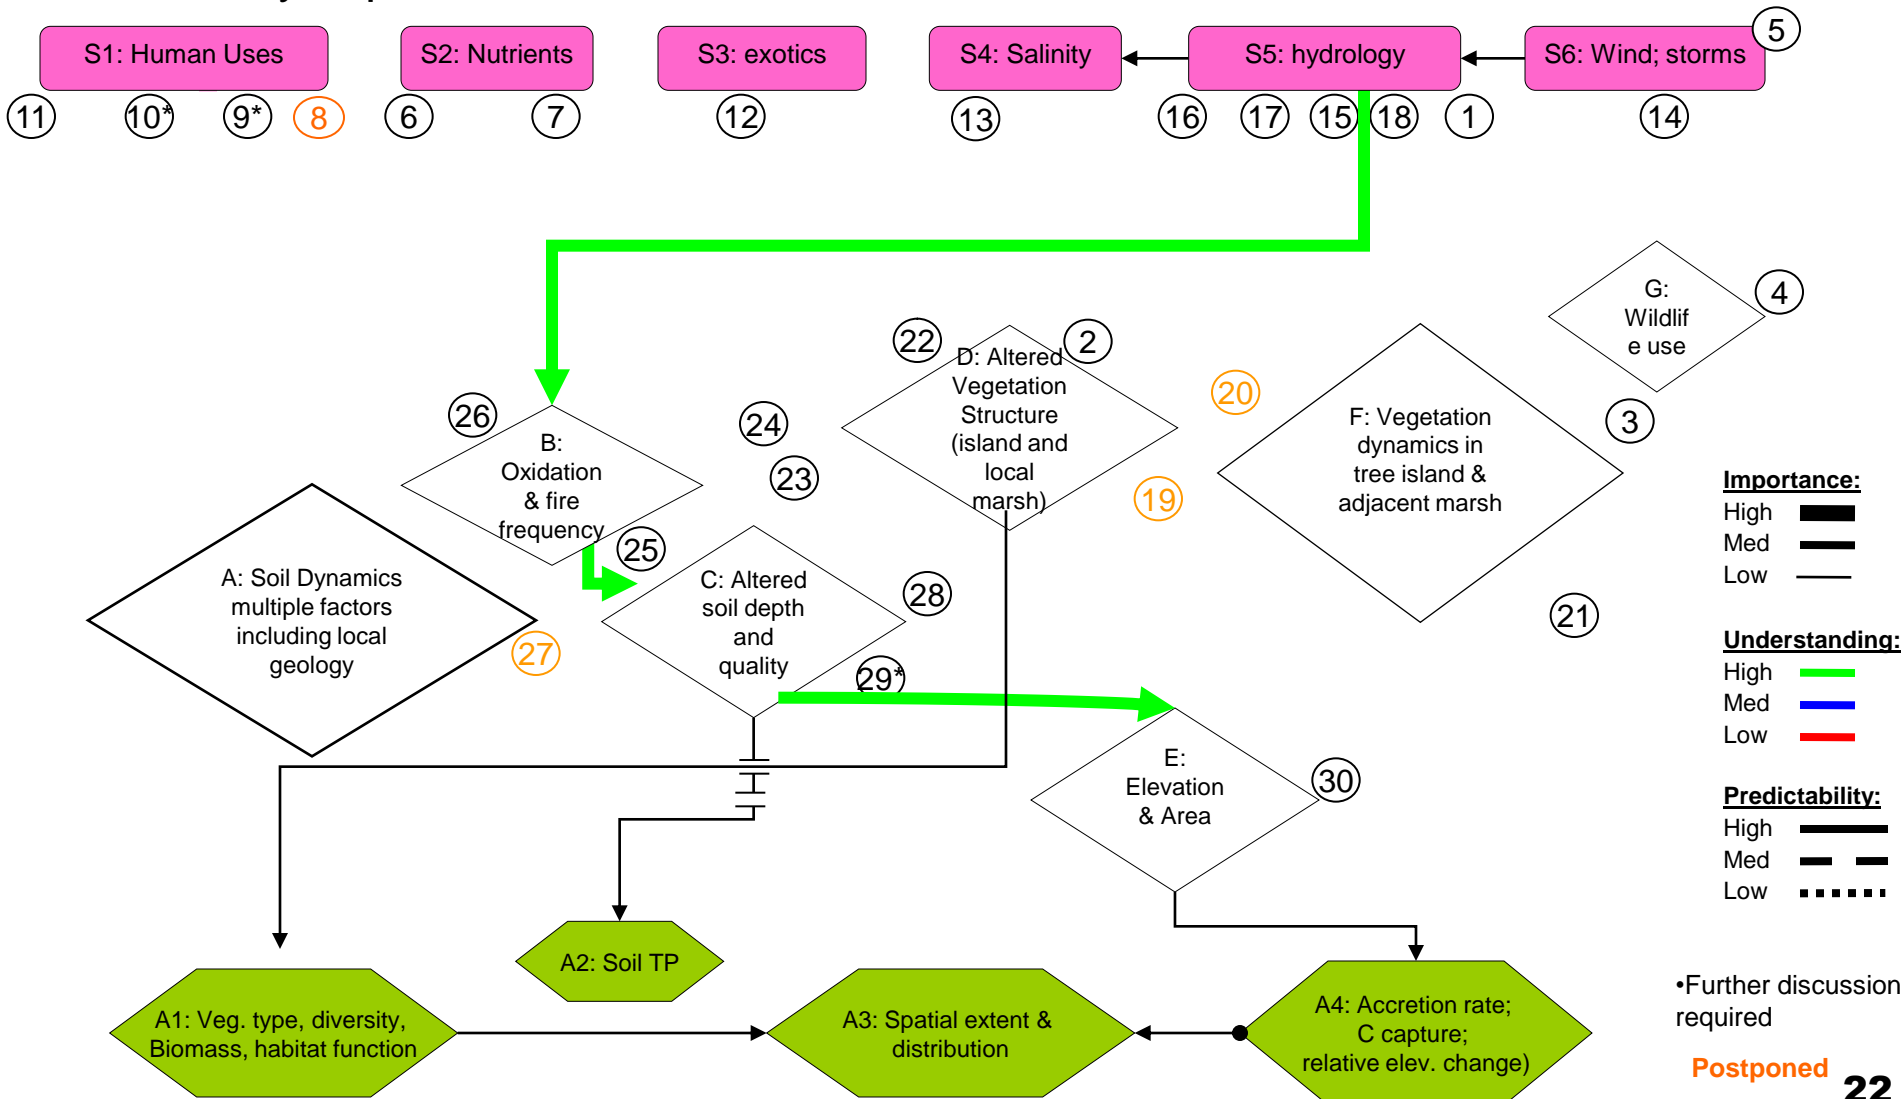 S1: Human Uses
S2: Nutrients
S3: exotics
S4: Salinity
S5: hydrology
S6: Wind; storms
5
11
10*
9*
8
6
7
12
13
16
17
15
18
1
14
G:
Wildlif
e use
4
22
2
D: Altered
Vegetation
Structure
(island and
local
marsh)
20
19
F: Vegetation
dynamics in
tree island &
adjacent marsh
3
21
26
B:
Oxidation
& fire
frequency
24
23
25
A: Soil Dynamics
multiple factors
including local
geology
27
C: Altered
soil depth
and
quality
28
29*
E:
Elevation
& Area
30
Importance:
High
Med
Low
Understanding:
High
Med
Low
Predictability:
High
Med
Low
A2: Soil TP
A1: Veg. type, diversity,
Biomass, habitat function
A3: Spatial extent &
distribution
A4: Accretion rate;
C capture;
relative elev. change)
•Further discussion
required
Postponed
22